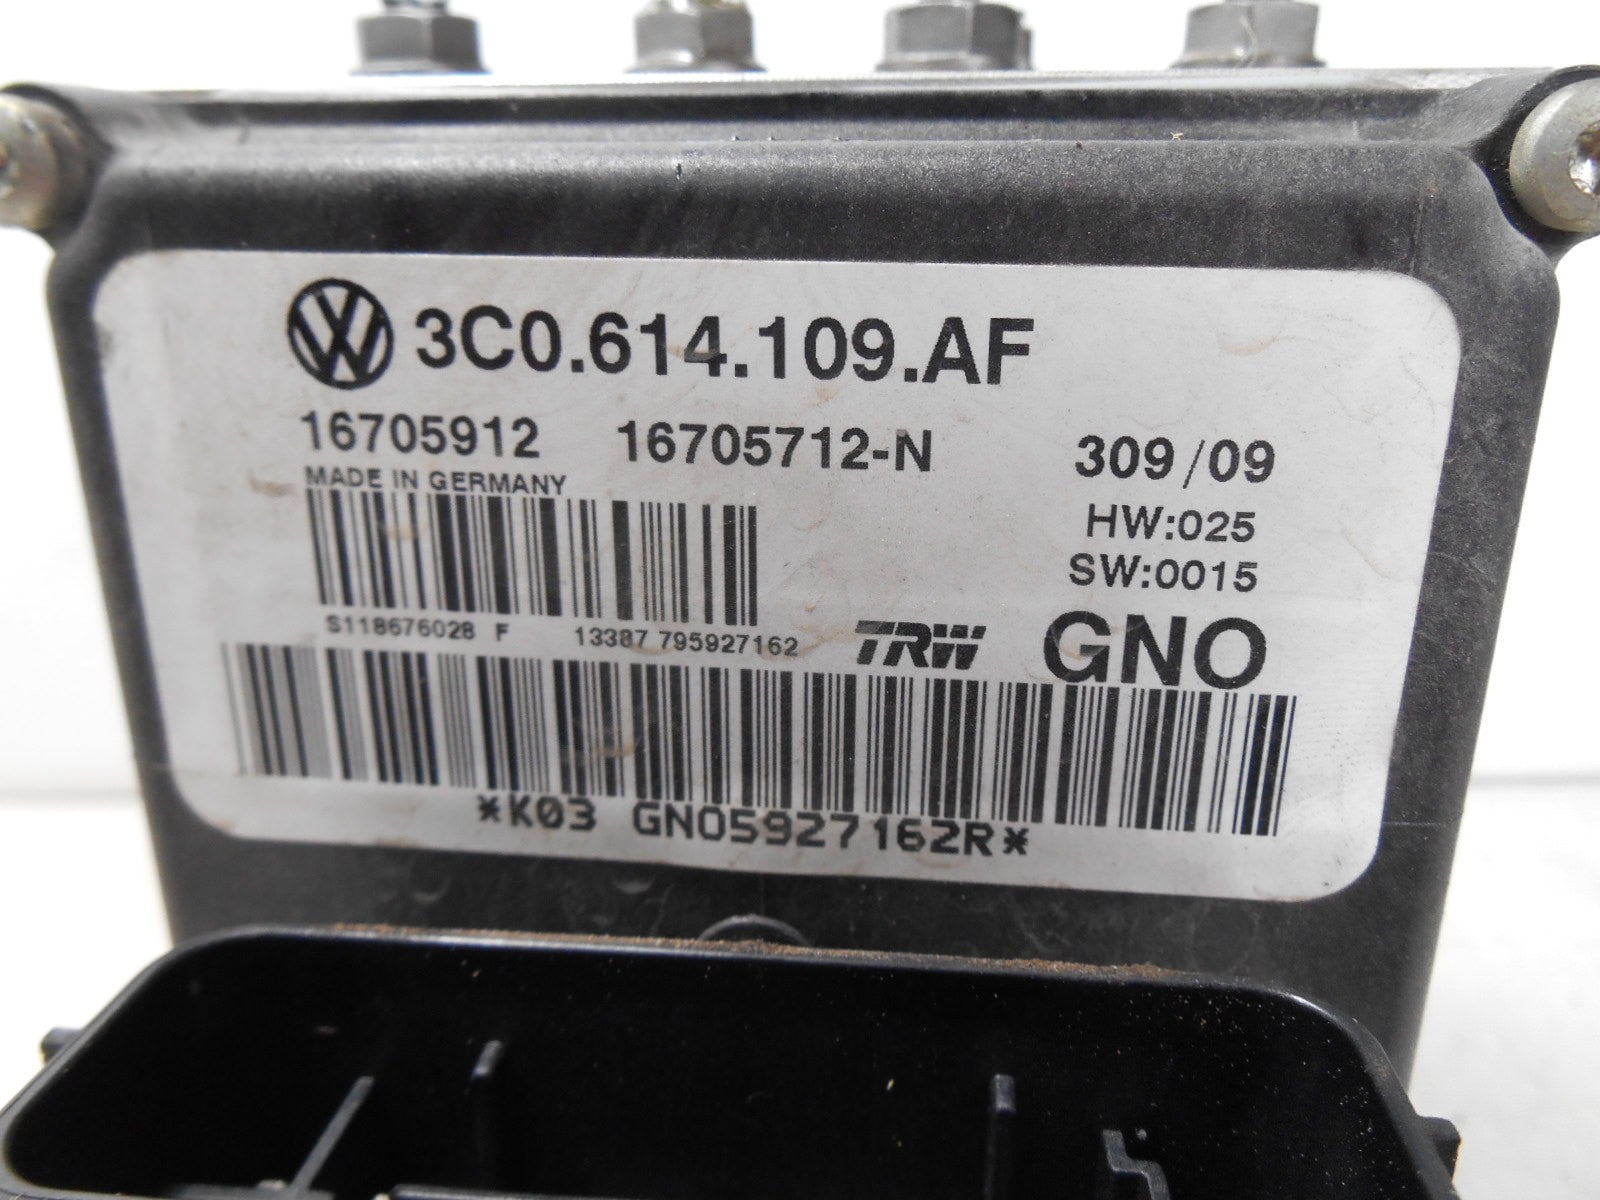 3C0.614.109.AF
16705912 16705712-N 309/09
MADE IN GERMANY
HW:025
SW:0015
S118676028 F 13387 795927162 TRW GNO
*K03 GNO5927162R*